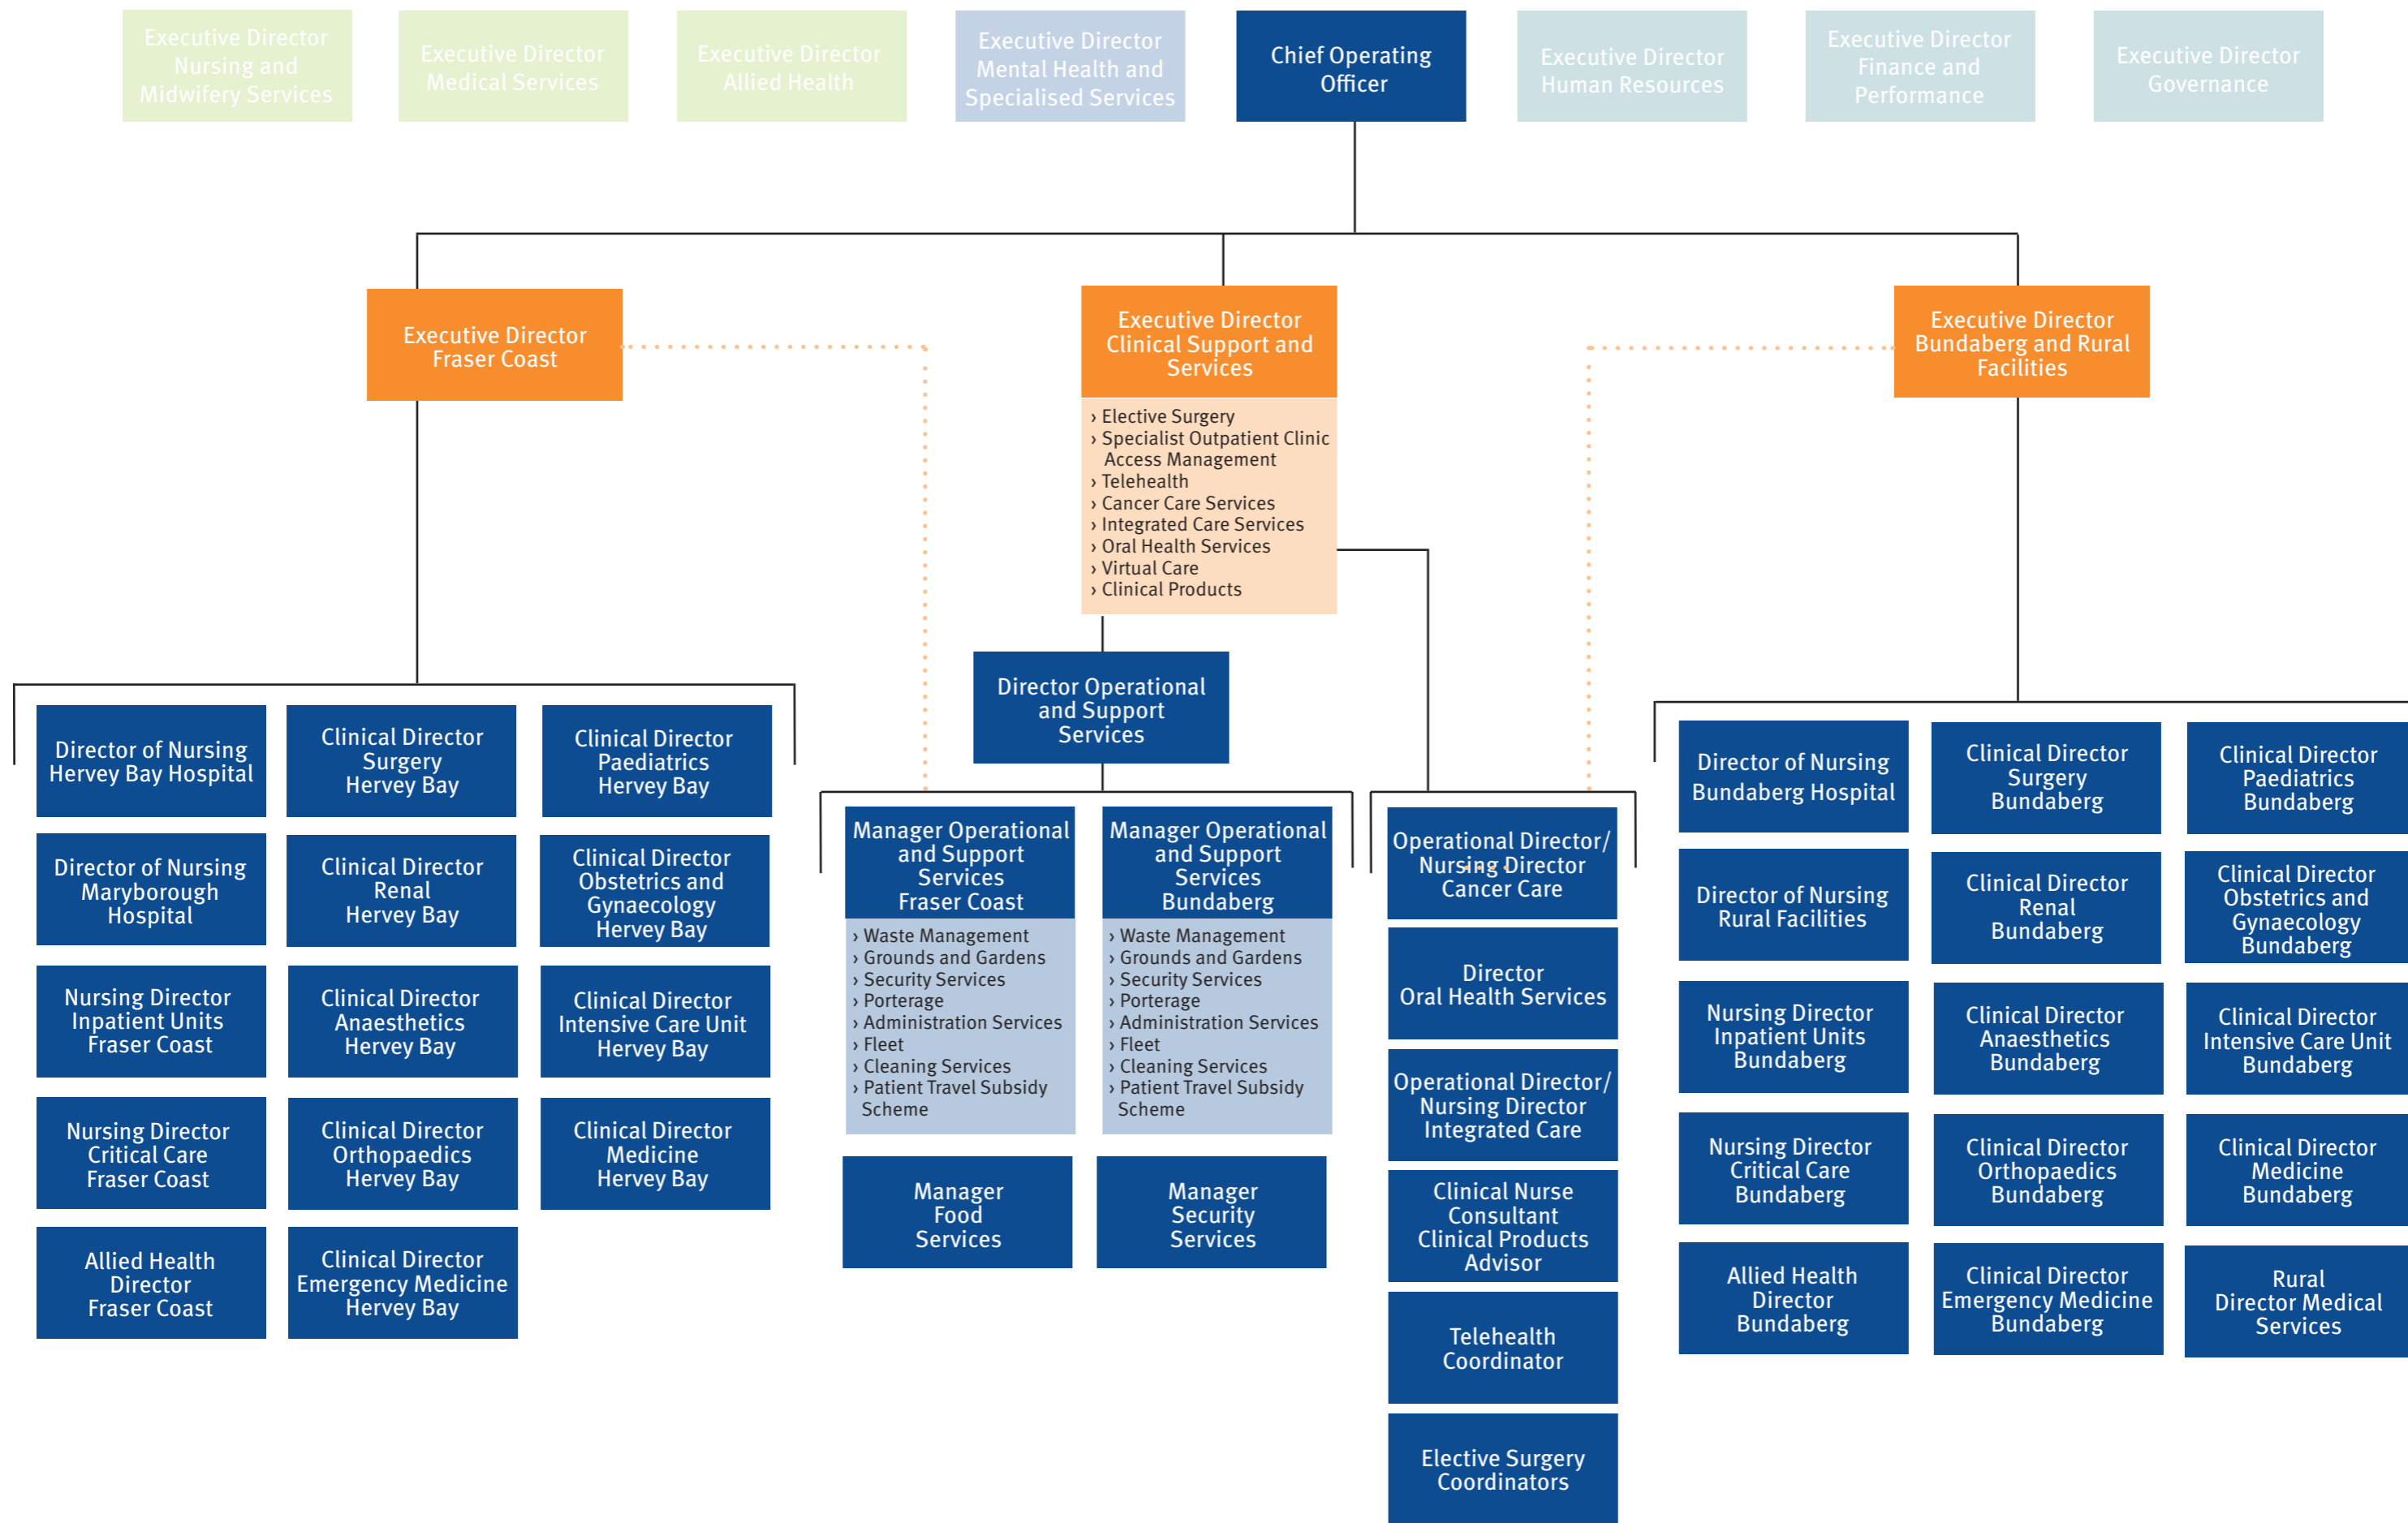 Executive Director
Nursing and
Midwifery Services
Executive Director
Medical Services
Executive Director
Allied Health
Executive Director
Mental Health and
Specialised Services
Chief Operating
Officer
Executive Director
Human Resources
Executive Director
Finance and
Performance
Executive Director
Governance
Executive Director
Fraser Coast
Executive Director
Clinical Support and
Services
› Elective Surgery
› Specialist Outpatient Clinic
Access Management
› Telehealth
› Cancer Care Services
› Integrated Care Services
› Oral Health Services
› Virtual Care
› Clinical Products
Executive Director
Bundaberg and Rural
Facilities
Director of Nursing
Hervey Bay Hospital
Clinical Director
Surgery
Hervey Bay
Clinical Director
Paediatrics
Hervey Bay
Director of Nursing
Maryborough
Hospital
Clinical Director
Renal
Hervey Bay
Clinical Director
Obstetrics and
Gynaecology
Hervey Bay
Nursing Director
Inpatient Units
Fraser Coast
Clinical Director
Anaesthetics
Hervey Bay
Clinical Director
Intensive Care Unit
Hervey Bay
Nursing Director
Critical Care
Fraser Coast
Clinical Director
Orthopaedics
Hervey Bay
Clinical Director
Medicine
Hervey Bay
Allied Health
Director
Fraser Coast
Clinical Director
Emergency Medicine
Hervey Bay
Director Operational
and Support
Services
Manager Operational
and Support
Services
Fraser Coast
› Waste Management
› Grounds and Gardens
› Security Services
› Porterage
› Administration Services
› Fleet
› Cleaning Services
› Patient Travel Subsidy
Scheme
Manager Operational
and Support
Services
Bundaberg
› Waste Management
› Grounds and Gardens
› Security Services
› Porterage
› Administration Services
› Fleet
› Cleaning Services
› Patient Travel Subsidy
Scheme
Manager
Food
Services
Manager
Security
Services
Operational Director/
Nursing Director
Cancer Care
Director
Oral Health Services
Operational Director/
Nursing Director
Integrated Care
Clinical Nurse
Consultant
Clinical Products
Advisor
Telehealth
Coordinator
Elective Surgery
Coordinators
Director of Nursing
Bundaberg Hospital
Clinical Director
Surgery
Bundaberg
Clinical Director
Paediatrics
Bundaberg
Director of Nursing
Rural Facilities
Clinical Director
Renal
Bundaberg
Clinical Director
Obstetrics and
Gynaecology
Bundaberg
Nursing Director
Inpatient Units
Bundaberg
Clinical Director
Anaesthetics
Bundaberg
Clinical Director
Intensive Care Unit
Bundaberg
Nursing Director
Critical Care
Bundaberg
Clinical Director
Orthopaedics
Bundaberg
Clinical Director
Medicine
Bundaberg
Allied Health
Director
Bundaberg
Clinical Director
Emergency Medicine
Bundaberg
Rural
Director Medical
Services